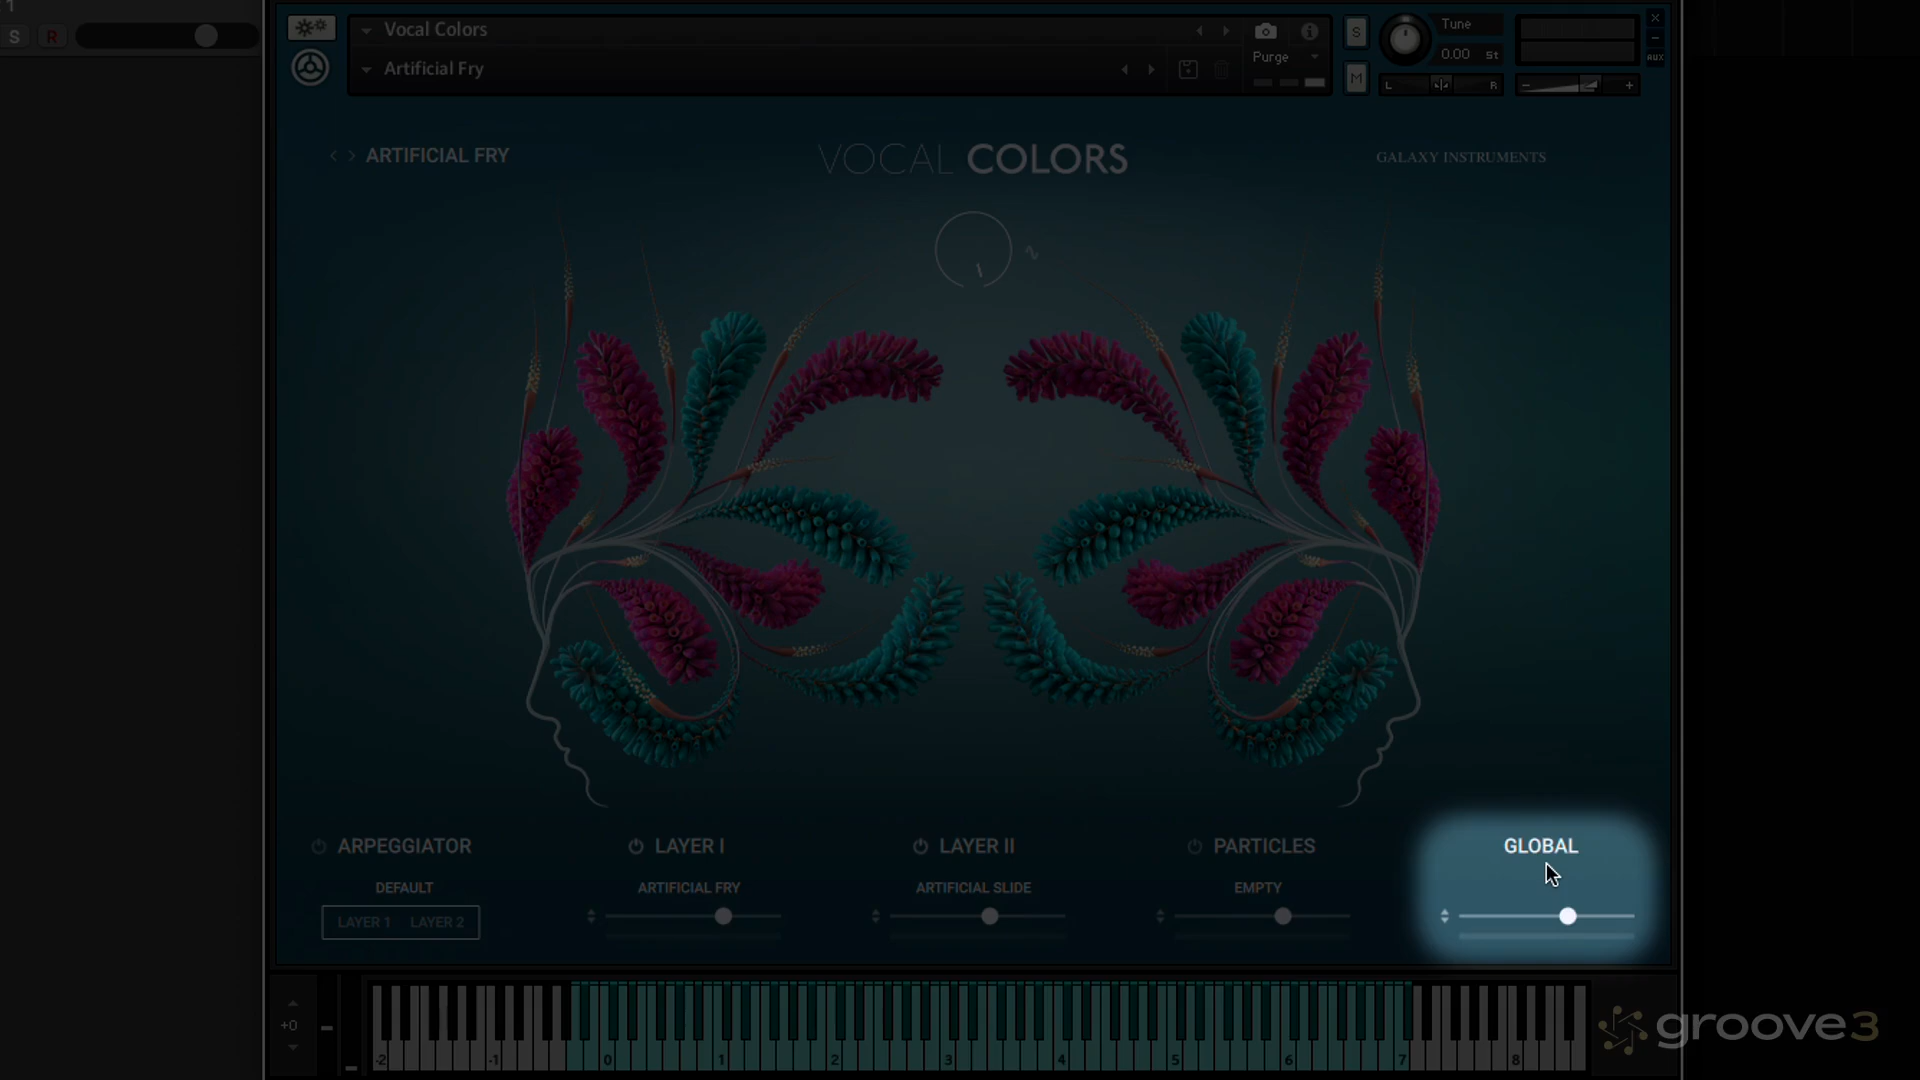 1
S R
Vocal Colors
Artificial Fry
Purge
S
M
Tune
0.00 st
L R
- +
x
-
AUX
ARTIFICIAL FRY
VOCAL COLORS
GALAXY INSTRUMENTS
ARPEGGIATOR
DEFAULT
LAYER 1 LAYER 2
LAYER I
ARTIFICIAL FRY
LAYER II
ARTIFICIAL SLIDE
PARTICLES
EMPTY
GLOBAL
+0
-2 -1 0 1 2 3 4 5 6 7 8
groove3